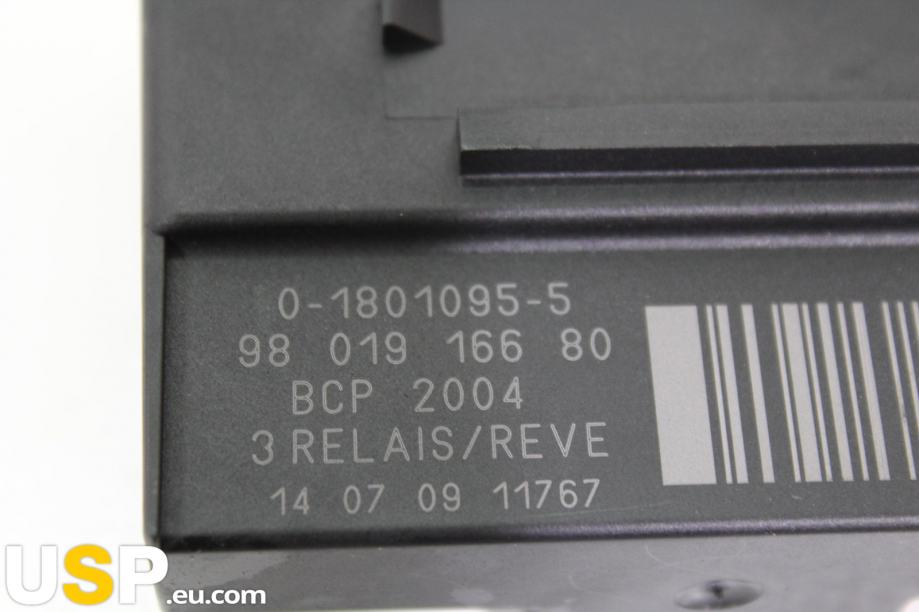 0-1801095-5
98 019 166 80
BCP 2004
3 RELAIS/REVE
14 07 09 11767
USP.eu.com